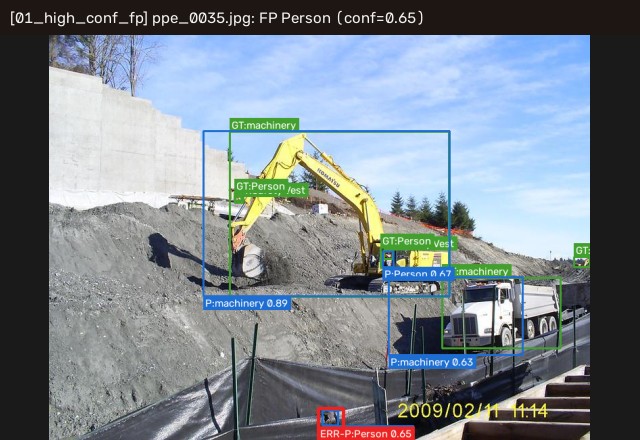 [01_high_conf_fp] ppe_0035.jpg: FP Person (conf=0.65)
GT:machinery
GT:Person
Vest
KOMATSU
GT:Person
Vest
GT:
P:Person 0.67
:machinery
P:machinery 0.89
P:machinery 0.63
2009/02/11 11:14
ERR-P:Person 0.65